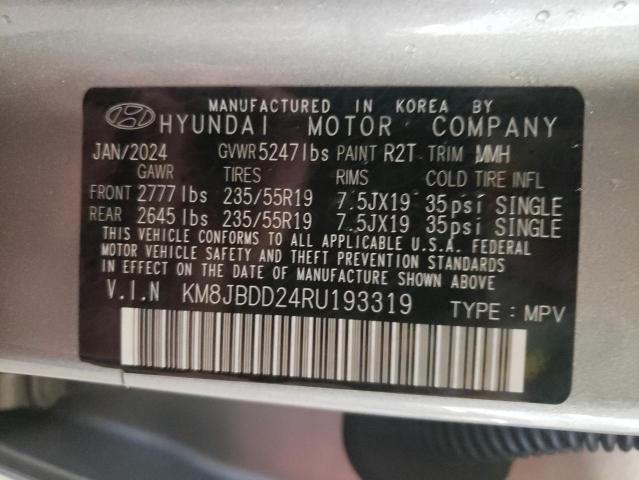 MANUFACTURED IN KOREA BY
HYUNDAI MOTOR COMPANY
JAN/2024 GVWR 5247lbs PAINT R2T TRIM MMH
GAWR TIRES RIMS COLD TIRE INFL
FRONT 2777 lbs 235/55R19 7.5JX19 35psi SINGLE
REAR 2645 lbs 235/55R19 7.5JX19 35psi SINGLE
THIS VEHICLE CONFORMS TO ALL APPLICABLE U.S.A. FEDERAL
MOTOR VEHICLE SAFETY AND THEFT PREVENTION STANDARDS
IN EFFECT ON THE DATE OF MANUFACTURE SHOWN ABOVE
V.I.N KM8JBDD24RU193319 TYPE : MPV